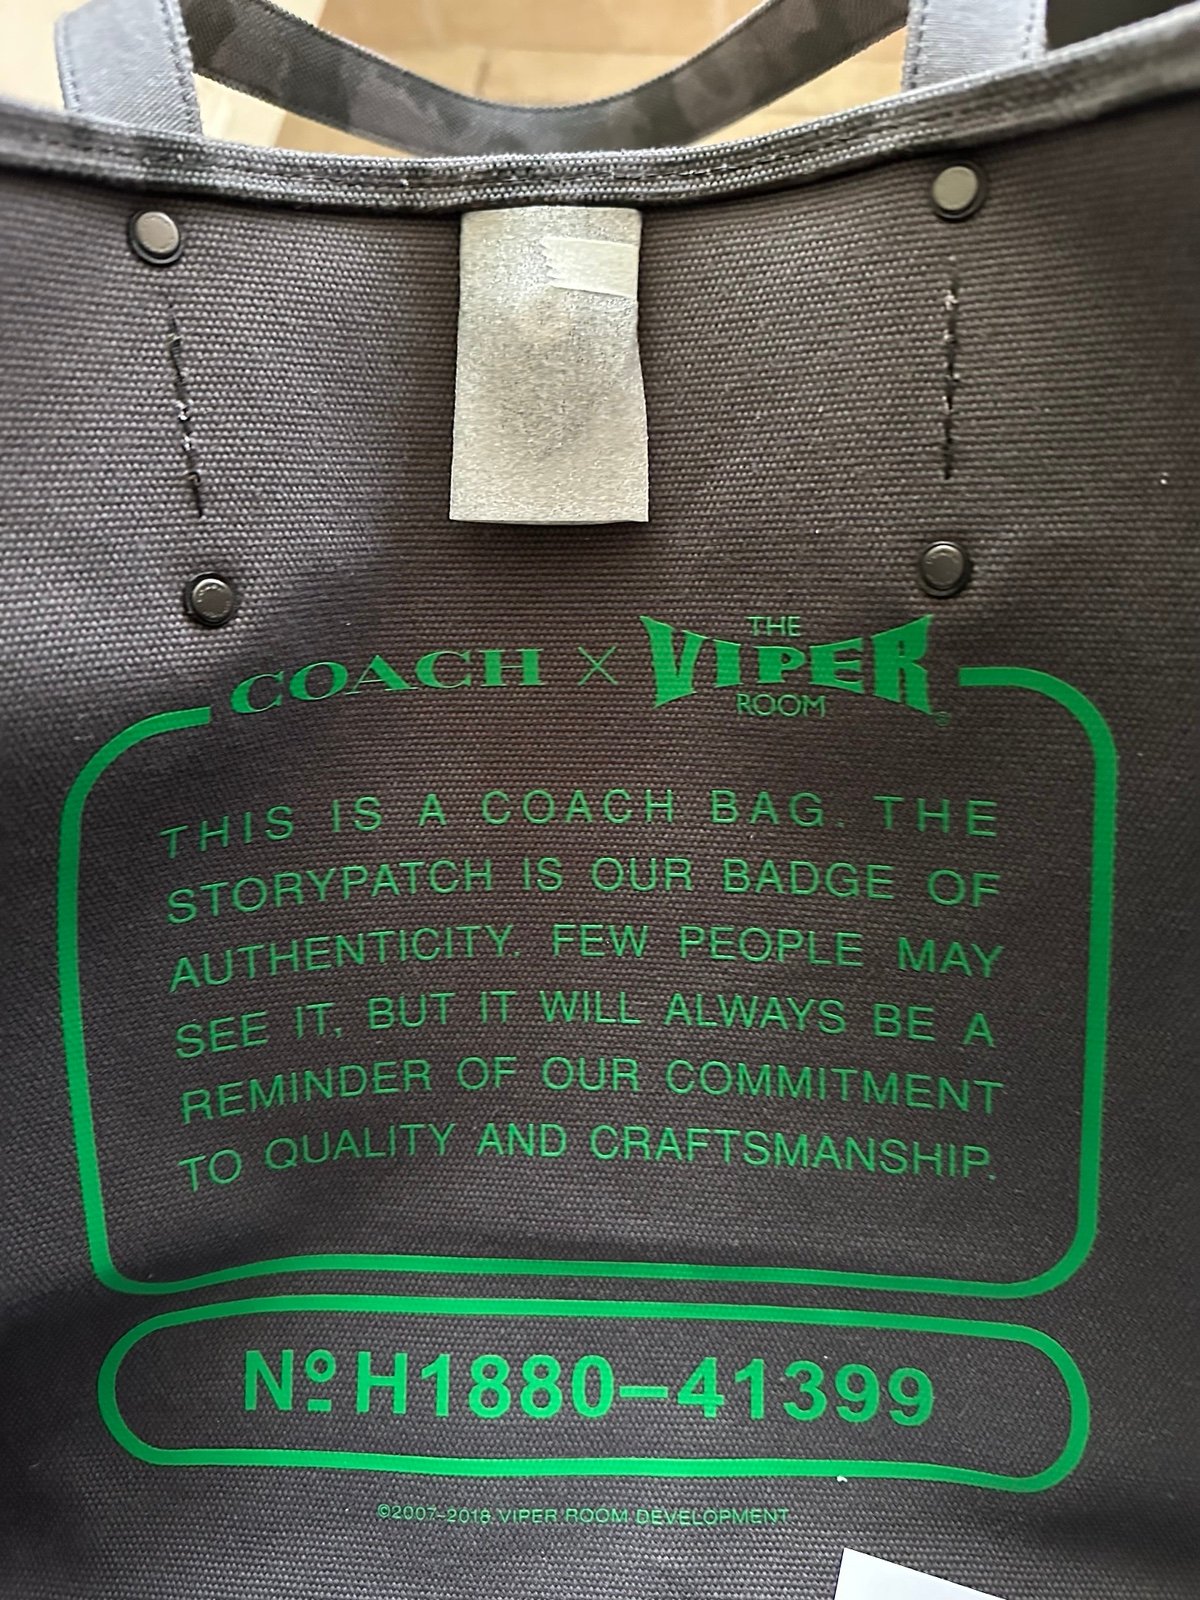 COACH X THE VIPER ROOM
THIS IS A COACH BAG. THE
STORYPATCH IS OUR BADGE OF
AUTHENTICITY. FEW PEOPLE MAY
SEE IT, BUT IT WILL ALWAYS BE A
REMINDER OF OUR COMMITMENT
TO QUALITY AND CRAFTSMANSHIP.
Nº H1880-41399
©2007-2018 VIPER ROOM DEVELOPMENT